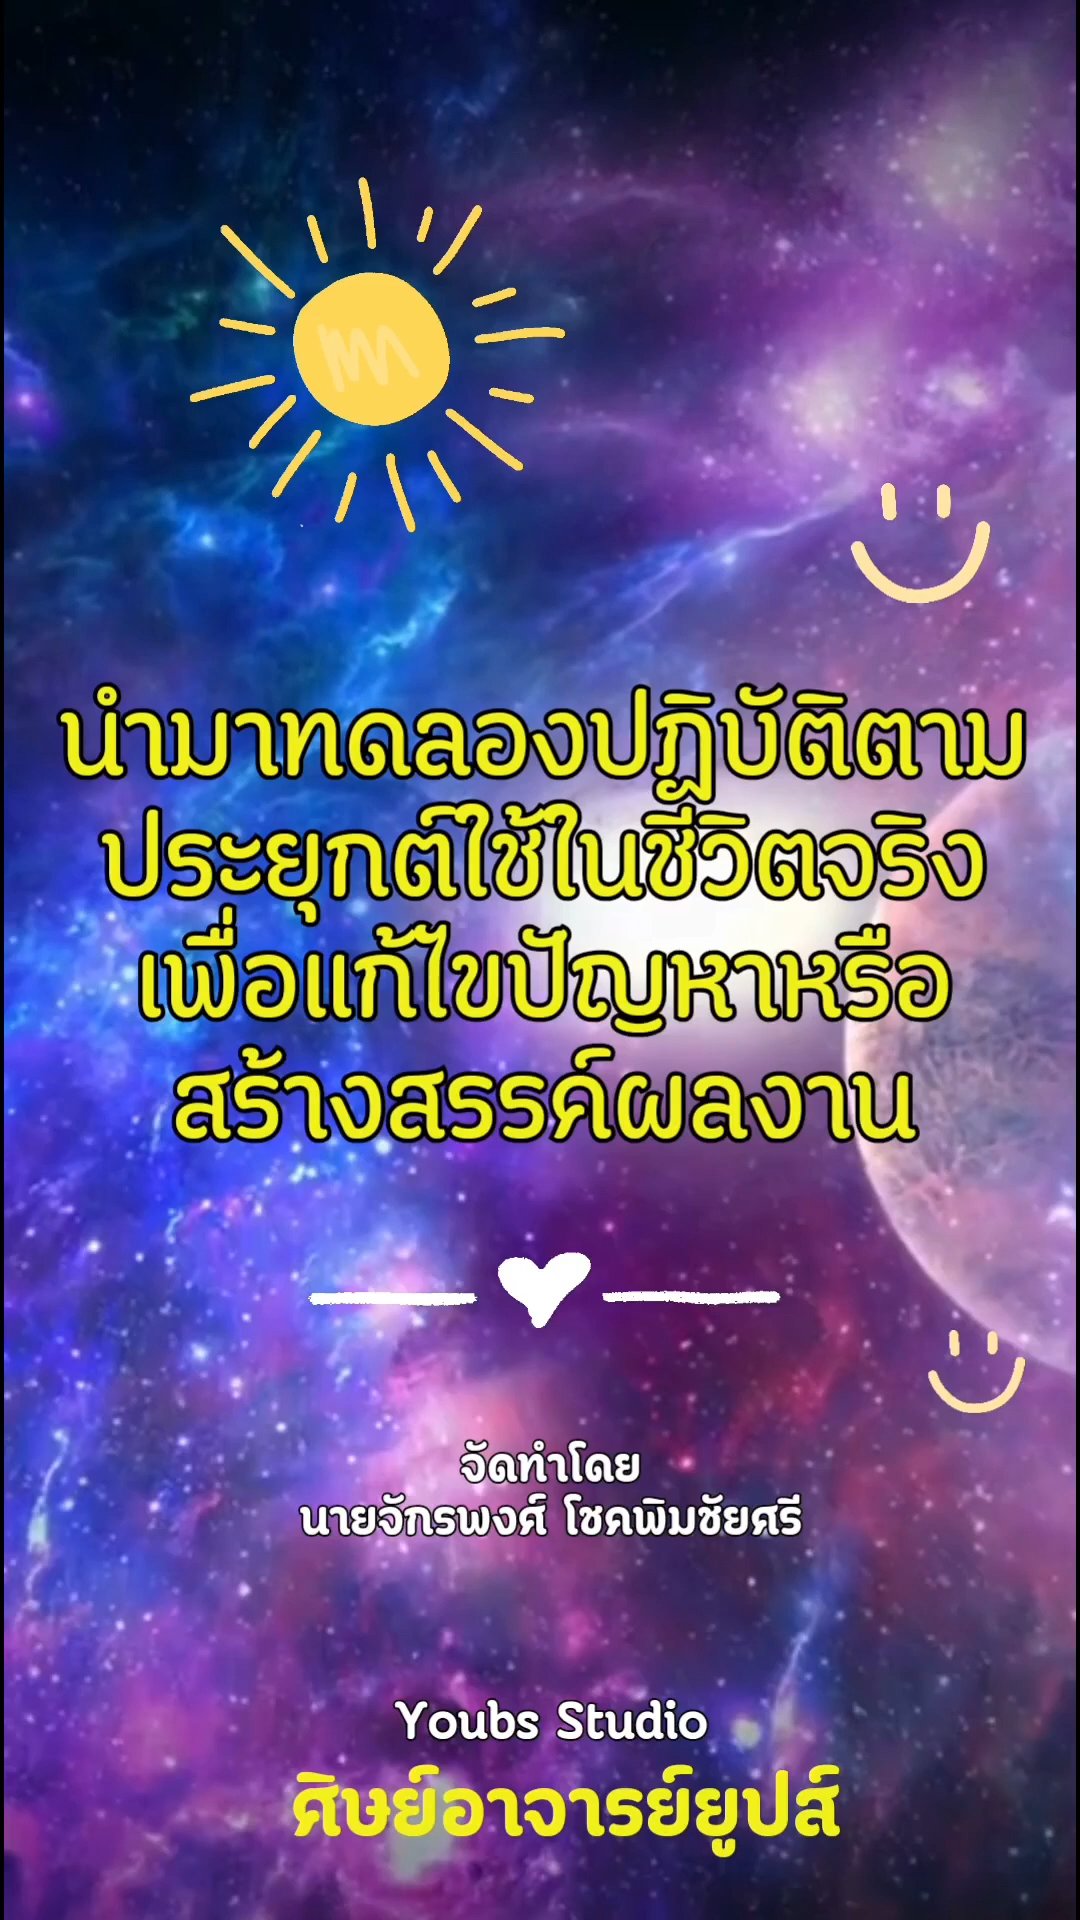 นำมาทดลองปฏิบัติตาม
ประยุกต์ใช้ในชีวิตจริง
เพื่อแก้ไขปัญหาหรือ
สร้างสรรค์ผลงาน
จัดทำโดย
นายจักรพงศ์ โชคพิมชัยศรี
Youbs Studio
ศิษย์อาจารย์ยูปส์